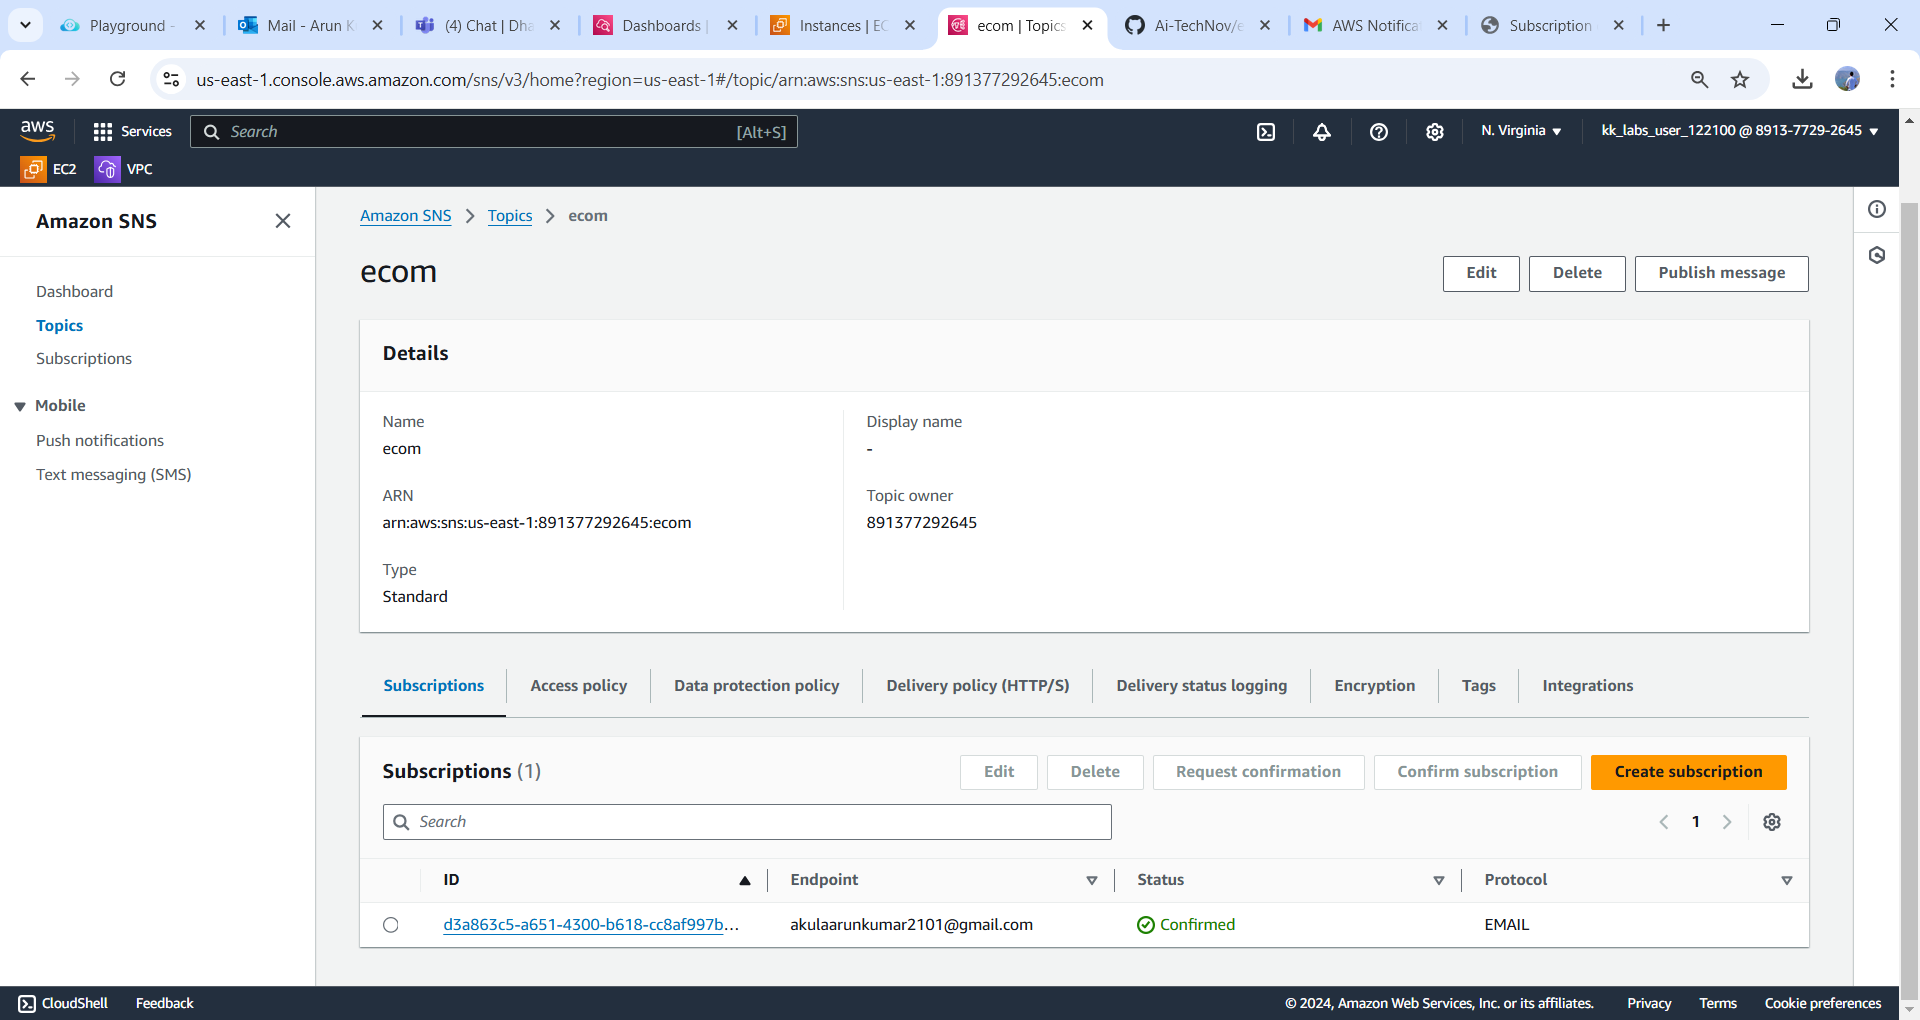 Playground -
Mail - Arun K
(4) Chat | Dha
Dashboards |
Instances | EC
ecom | Topics
Ai-TechNov/e
AWS Notificat
Subscription
us-east-1.console.aws.amazon.com/sns/v3/home?region=us-east-1#/topic/arn:aws:sns:us-east-1:891377292645:ecom
aws
Services
Search
[Alt+S]
N. Virginia
kk_labs_user_122100 @ 8913-7729-2645
EC2
VPC
Amazon SNS
Dashboard
Topics
Subscriptions
Mobile
Push notifications
Text messaging (SMS)
Amazon SNS
Topics
ecom
ecom
Edit
Delete
Publish message
Details
Name
ecom
ARN
arn:aws:sns:us-east-1:891377292645:ecom
Type
Standard
Display name
-
Topic owner
891377292645
Subscriptions
Access policy
Data protection policy
Delivery policy (HTTP/S)
Delivery status logging
Encryption
Tags
Integrations
Subscriptions (1)
Edit
Delete
Request confirmation
Confirm subscription
Create subscription
Search
1
ID
Endpoint
Status
Protocol
d3a863c5-a651-4300-b618-cc8af997b...
akulaarunkumar2101@gmail.com
Confirmed
EMAIL
CloudShell
Feedback
© 2024, Amazon Web Services, Inc. or its affiliates.
Privacy
Terms
Cookie preferences